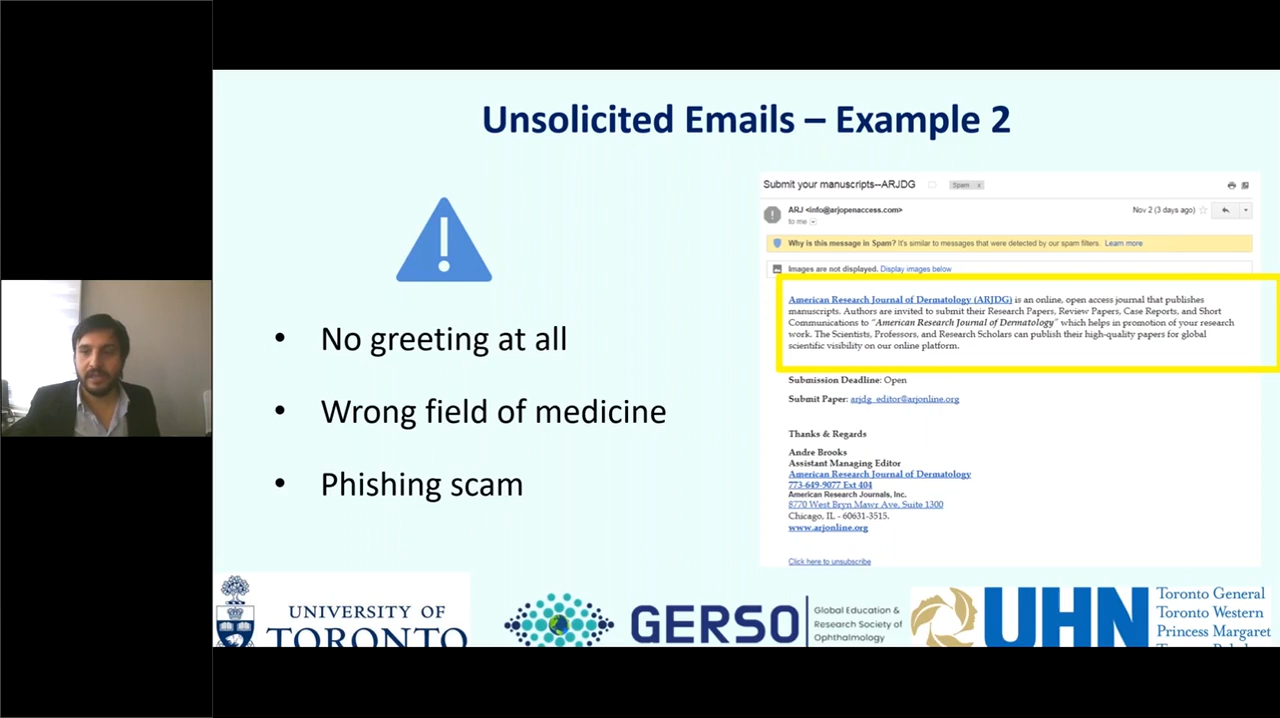 Unsolicited Emails – Example 2
• No greeting at all
• Wrong field of medicine
• Phishing scam
Submit your manuscripts--ARJDG
Spam x
ARJ <info@arjopenaccess.com>
Nov 2 (3 days ago)
to me
Why is this message in Spam? It's similar to messages that were detected by our spam filters. Learn more
Images are not displayed. Display images below
American Research Journal of Dermatology (ARJDG) is an online, open access journal that publishes
manuscripts. Authors are invited to submit their Research Papers, Review Papers, Case Reports, and Short
Communications to "American Research Journal of Dermatology" which helps in promotion of your research
work. The Scientists, Professors, and Research Scholars can publish their high-quality papers for global
scientific visibility on our online platform.
Submission Deadline: Open
Submit Paper: arjdg_editor@arjonline.org
Thanks & Regards
Andre Brooks
Assistant Managing Editor
American Research Journal of Dermatology
773-649-9077 Ext 404
American Research Journals, Inc.
8770 West Bryn Mawr Ave, Suite 1300
Chicago, IL - 60631-3515.
www.arjonline.org
Click here to unsubscribe
UNIVERSITY OF
TORONTO
GERSO
Global Education &
Research Society of
Ophthalmology
UHN
Toronto General
Toronto Western
Princess Margaret